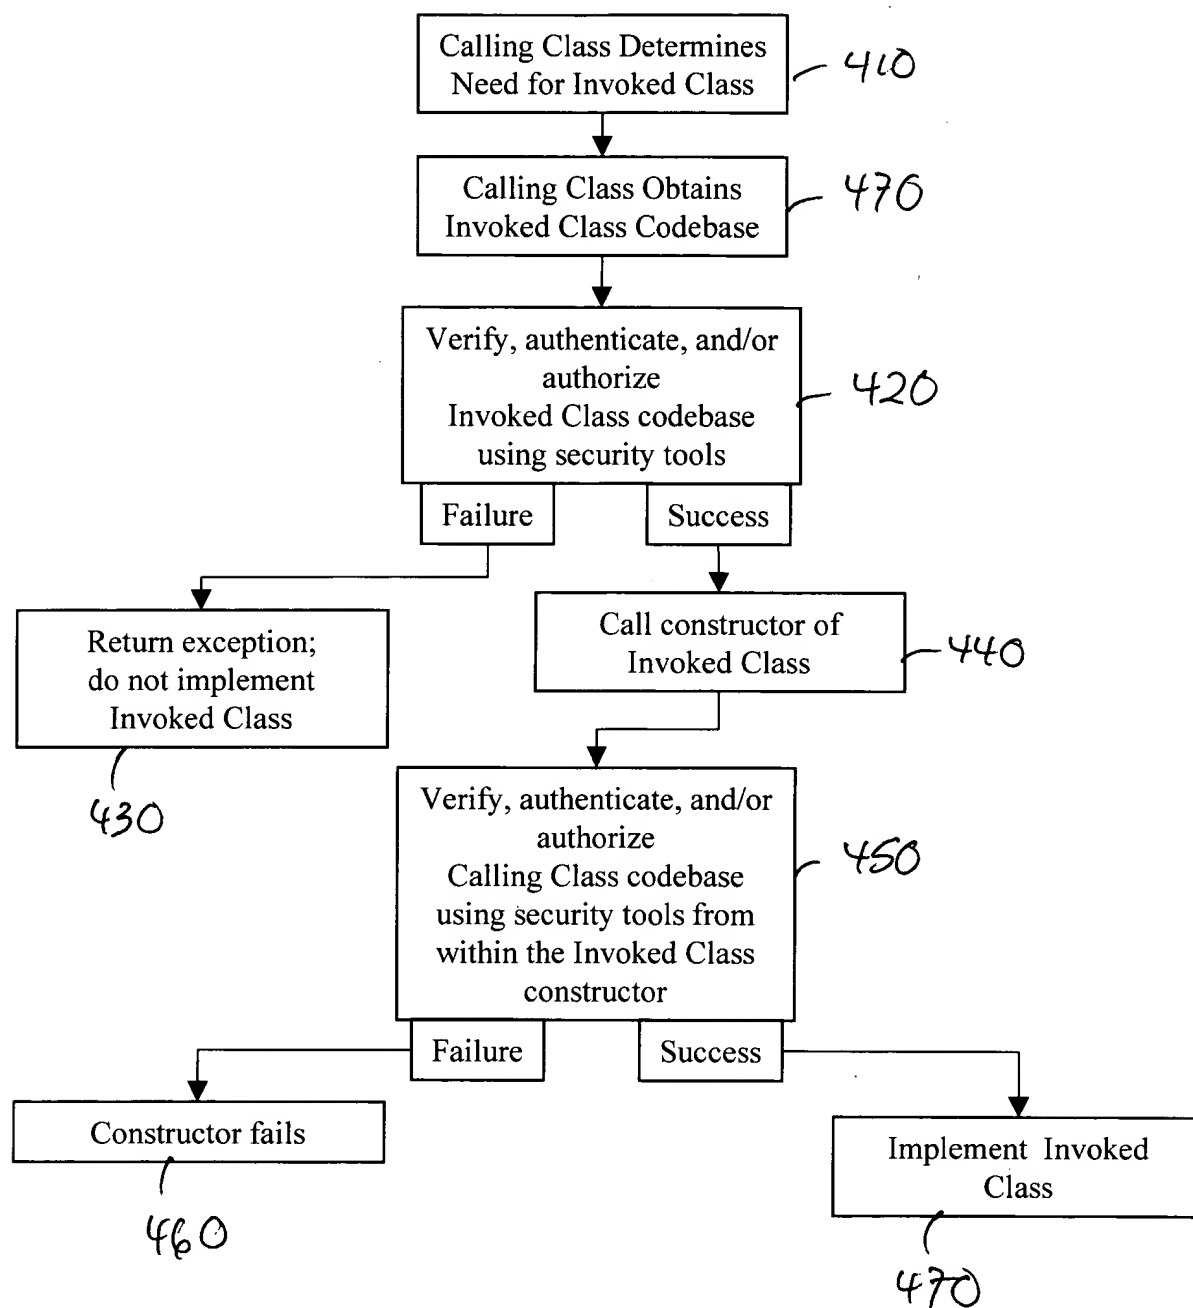 Calling Class Determines
Need for Invoked Class
410
Calling Class Obtains
Invoked Class Codebase
470
Verify, authenticate, and/or
authorize
Invoked Class codebase
using security tools
420
Failure
Success
Return exception;
do not implement
Invoked Class
430
Call constructor of
Invoked Class
440
Verify, authenticate, and/or
authorize
Calling Class codebase
using security tools from
within the Invoked Class
constructor
450
Failure
Success
Constructor fails
460
Implement Invoked
Class
470